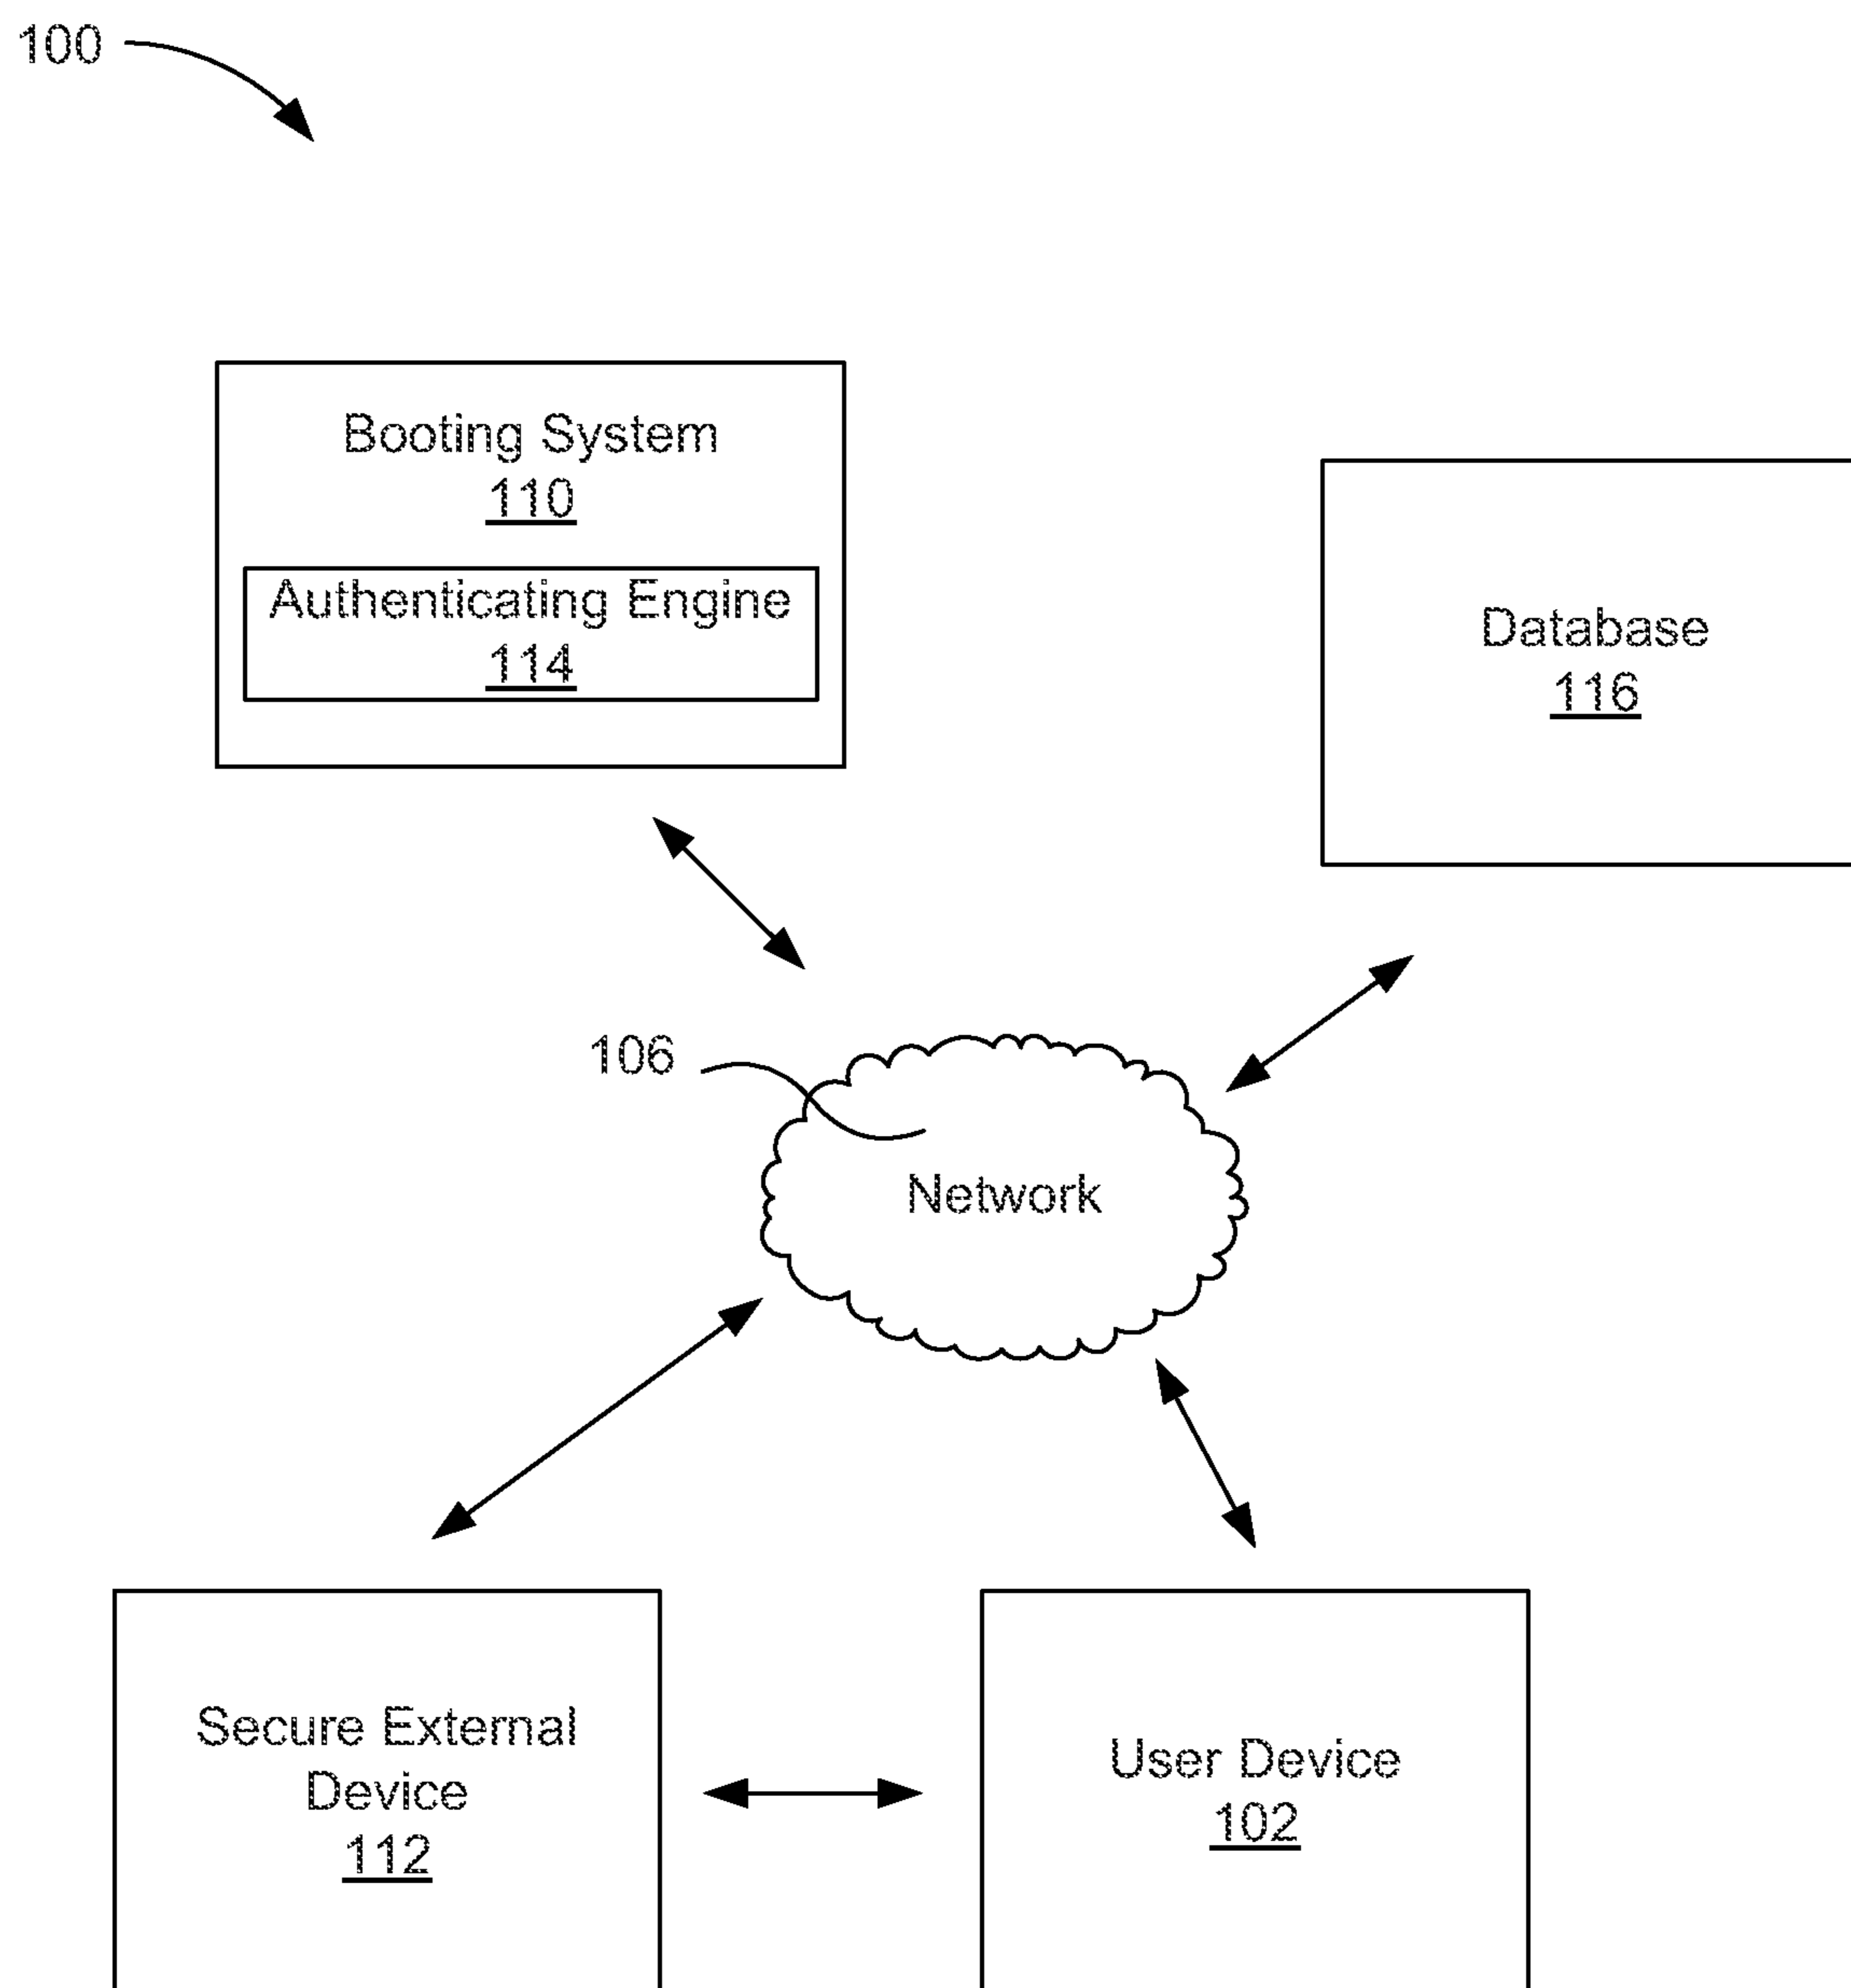 100
Booting System
110
Authenticating Engine
114
Database
116
106
Network
Secure External
Device
112
User Device
102